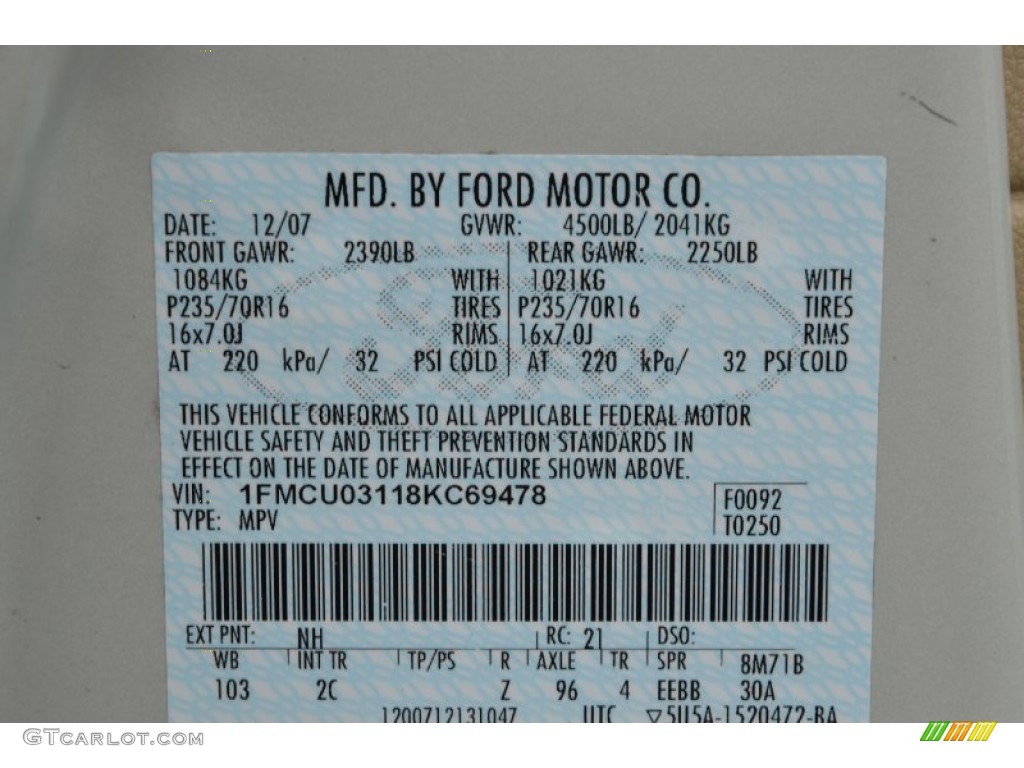 MFD. BY FORD MOTOR CO.
DATE: 12/07 GVWR: 4500LB/ 2041KG
FRONT GAWR: 2390LB REAR GAWR: 2250LB
1084KG WITH 1021KG WITH
P235/70R16 TIRES P235/70R16 TIRES
16x7.0J RIMS 16x7.0J RIMS
AT 220 kPa/ 32 PSI COLD AT 220 kPa/ 32 PSI COLD
THIS VEHICLE CONFORMS TO ALL APPLICABLE FEDERAL MOTOR
VEHICLE SAFETY AND THEFT PREVENTION STANDARDS IN
EFFECT ON THE DATE OF MANUFACTURE SHOWN ABOVE.
VIN: 1FMCU03118KC69478 F0092
TYPE: MPV T0250
EXT PNT: NH RC: 21 DSO:
WB INT TR TP/PS R AXLE TR SPR 8M71B
103 2C Z 96 4 EEBB 30A
1200712131047 UTC ▽5U5A-1520472-BA
Ford
GTcarlot.com